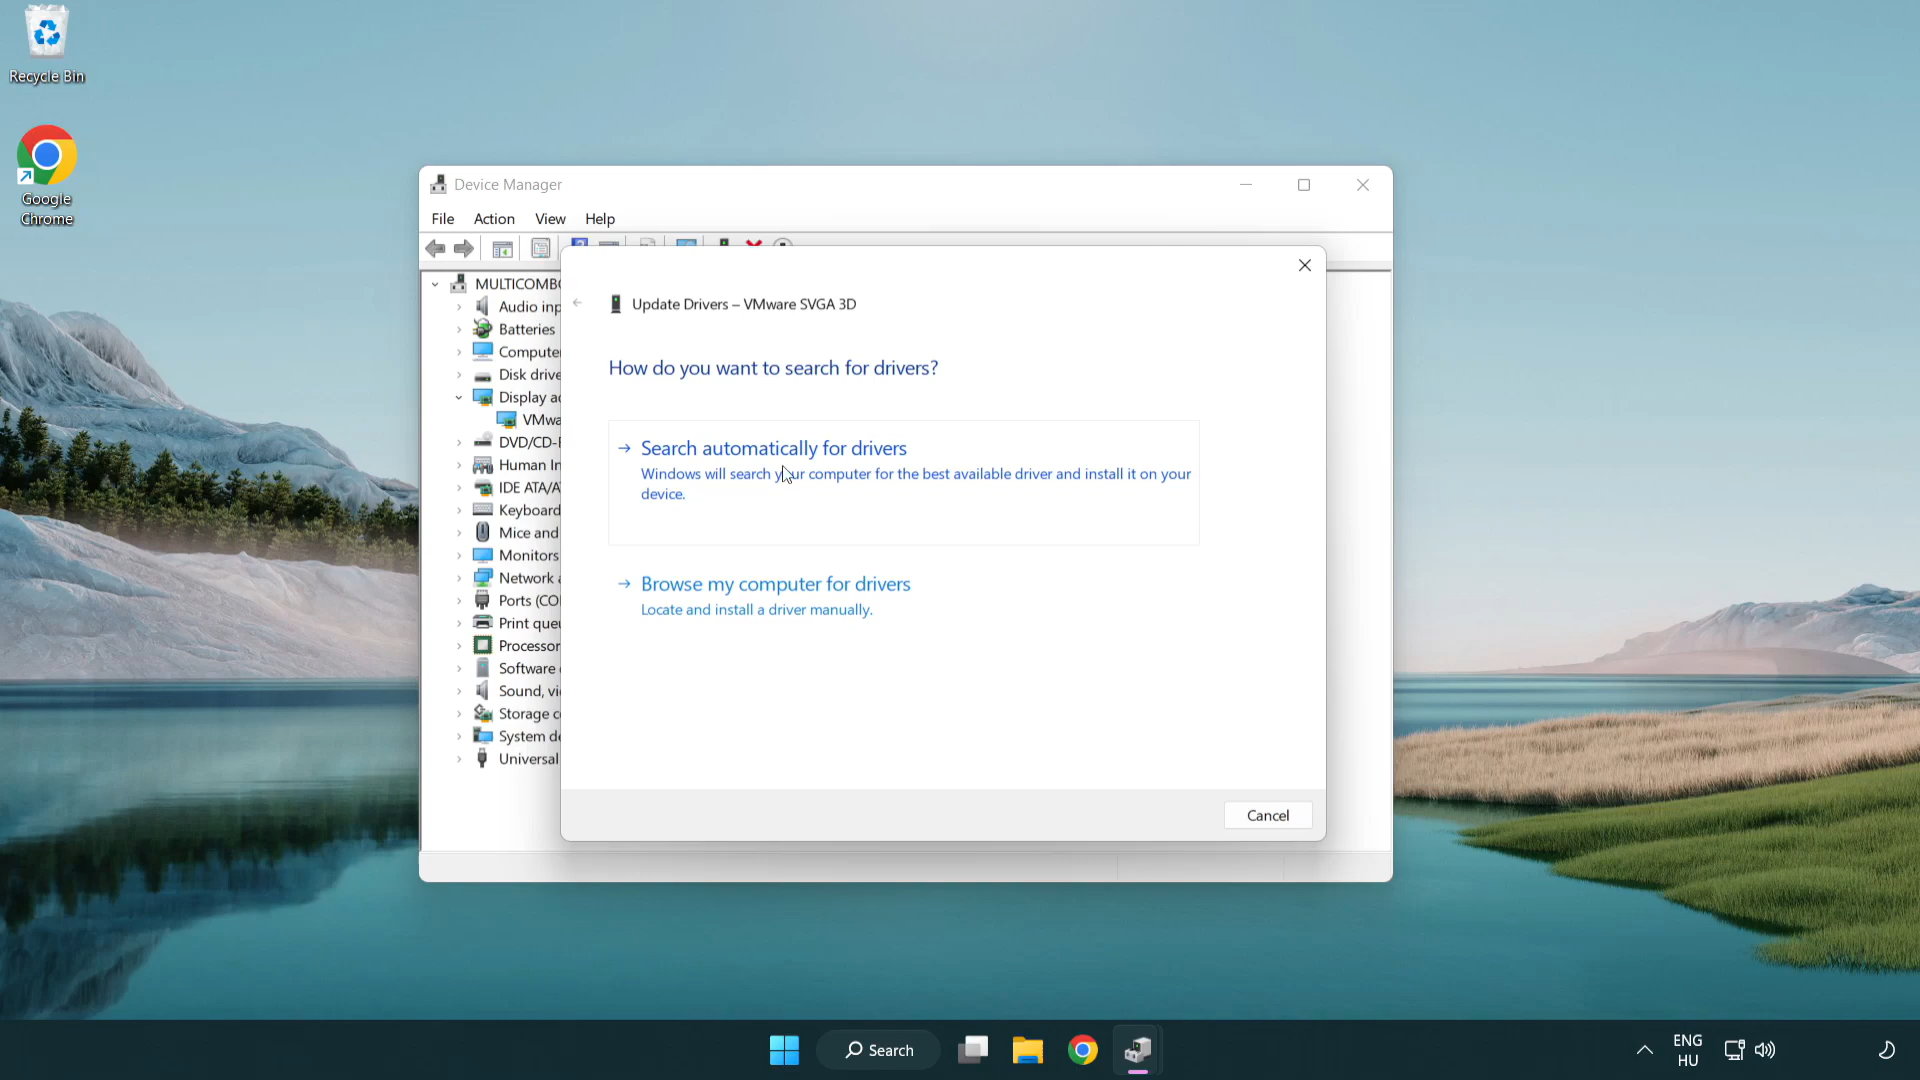 Recycle Bin
Google
Chrome
Device Manager
File Action View Help
MULTICOMBO
Audio inp
Batteries
Computer
Disk drive
Display ad
VMwa
DVD/CD-R
Human In
IDE ATA/A
Keyboard
Mice and
Monitors
Network a
Ports (CO
Print queu
Processor
Software
Sound, vi
Storage c
System de
Universal
Update Drivers – VMware SVGA 3D
How do you want to search for drivers?
Search automatically for drivers
Windows will search your computer for the best available driver and install it on your
device.
Browse my computer for drivers
Locate and install a driver manually.
Cancel
Search
ENG
HU